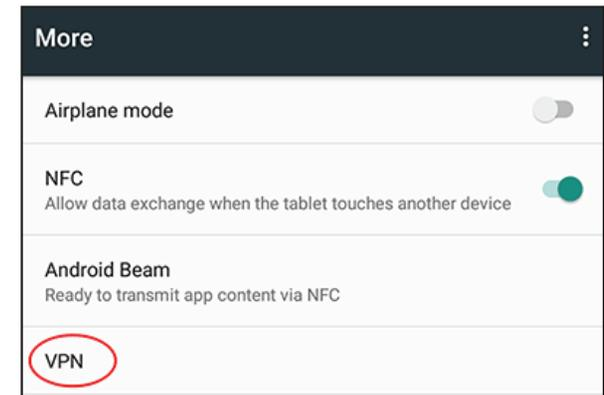 More
Airplane mode
NFC
Allow data exchange when the tablet touches another device
Android Beam
Ready to transmit app content via NFC
VPN